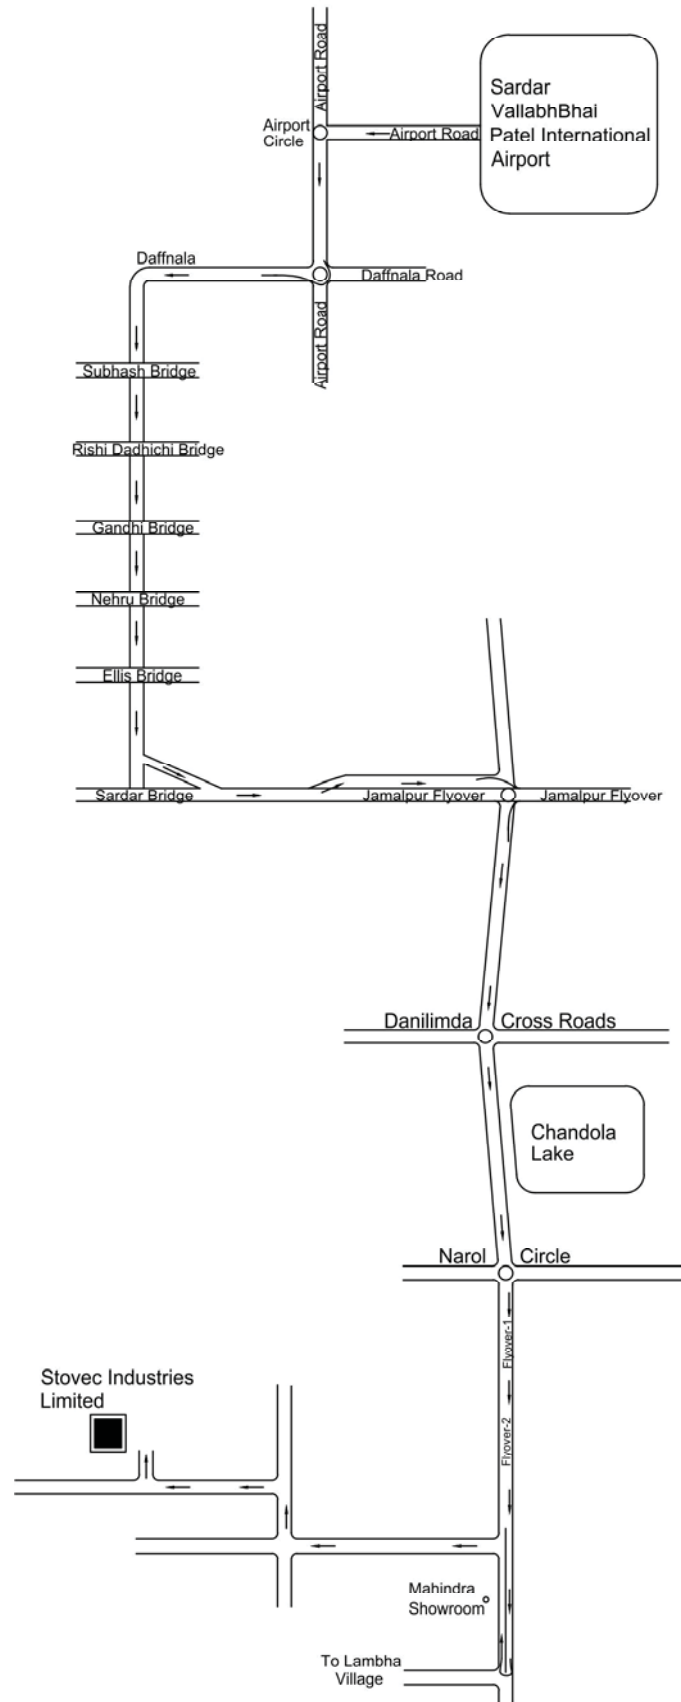 Airport Road
Sardar
VallabhBhai
Patel International
Airport
Airport
Circle
Airport Road
Daffnala
Daffnala Road
Airport Road
Subhash Bridge
Rishi Dadhichi Bridge
Gandhi Bridge
Nehru Bridge
Ellis Bridge
Sardar Bridge
Jamalpur Flyover
Jamalpur Flyover
Danilimda Cross Roads
Chandola
Lake
Narol Circle
Flyover-1
Stovec Industries
Limited
Flyover-2
Mahindra
Showroom
To Lambha
Village